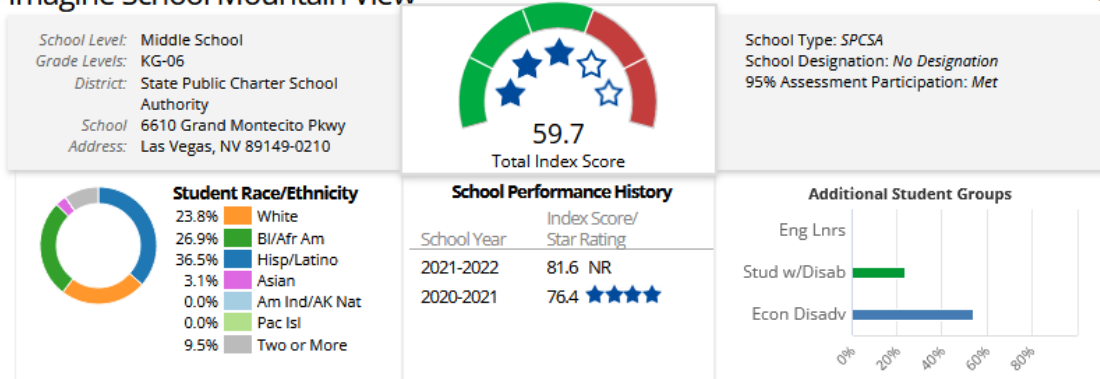 Imagine School Mountain View
School Level: Middle School
Grade Levels: KG-06
District: State Public Charter School
Authority
School 6610 Grand Montecito Pkwy
Address: Las Vegas, NV 89149-0210
59.7
Total Index Score
School Type: SPCSA
School Designation: No Designation
95% Assessment Participation: Met
Student Race/Ethnicity
23.8% White
26.9% Bl/Afr Am
36.5% Hisp/Latino
3.1% Asian
0.0% Am Ind/AK Nat
0.0% Pac Isl
9.5% Two or More
School Performance History
Index Score/
School Year Star Rating
2021-2022 81.6 NR
2020-2021 76.4
Additional Student Groups
Eng Lnrs
Stud w/Disab
Econ Disadv
0% 20% 40% 60% 80%